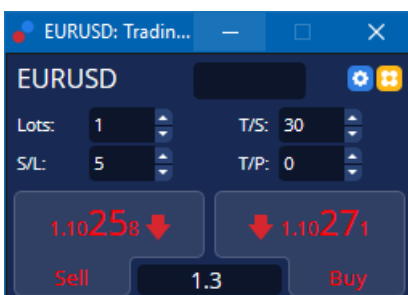 EURUSD: Tradin...
EURUSD
Lots: 1 T/S: 30
S/L: 5 T/P: 0
1.10258 1.10271
Sell 1.3 Buy